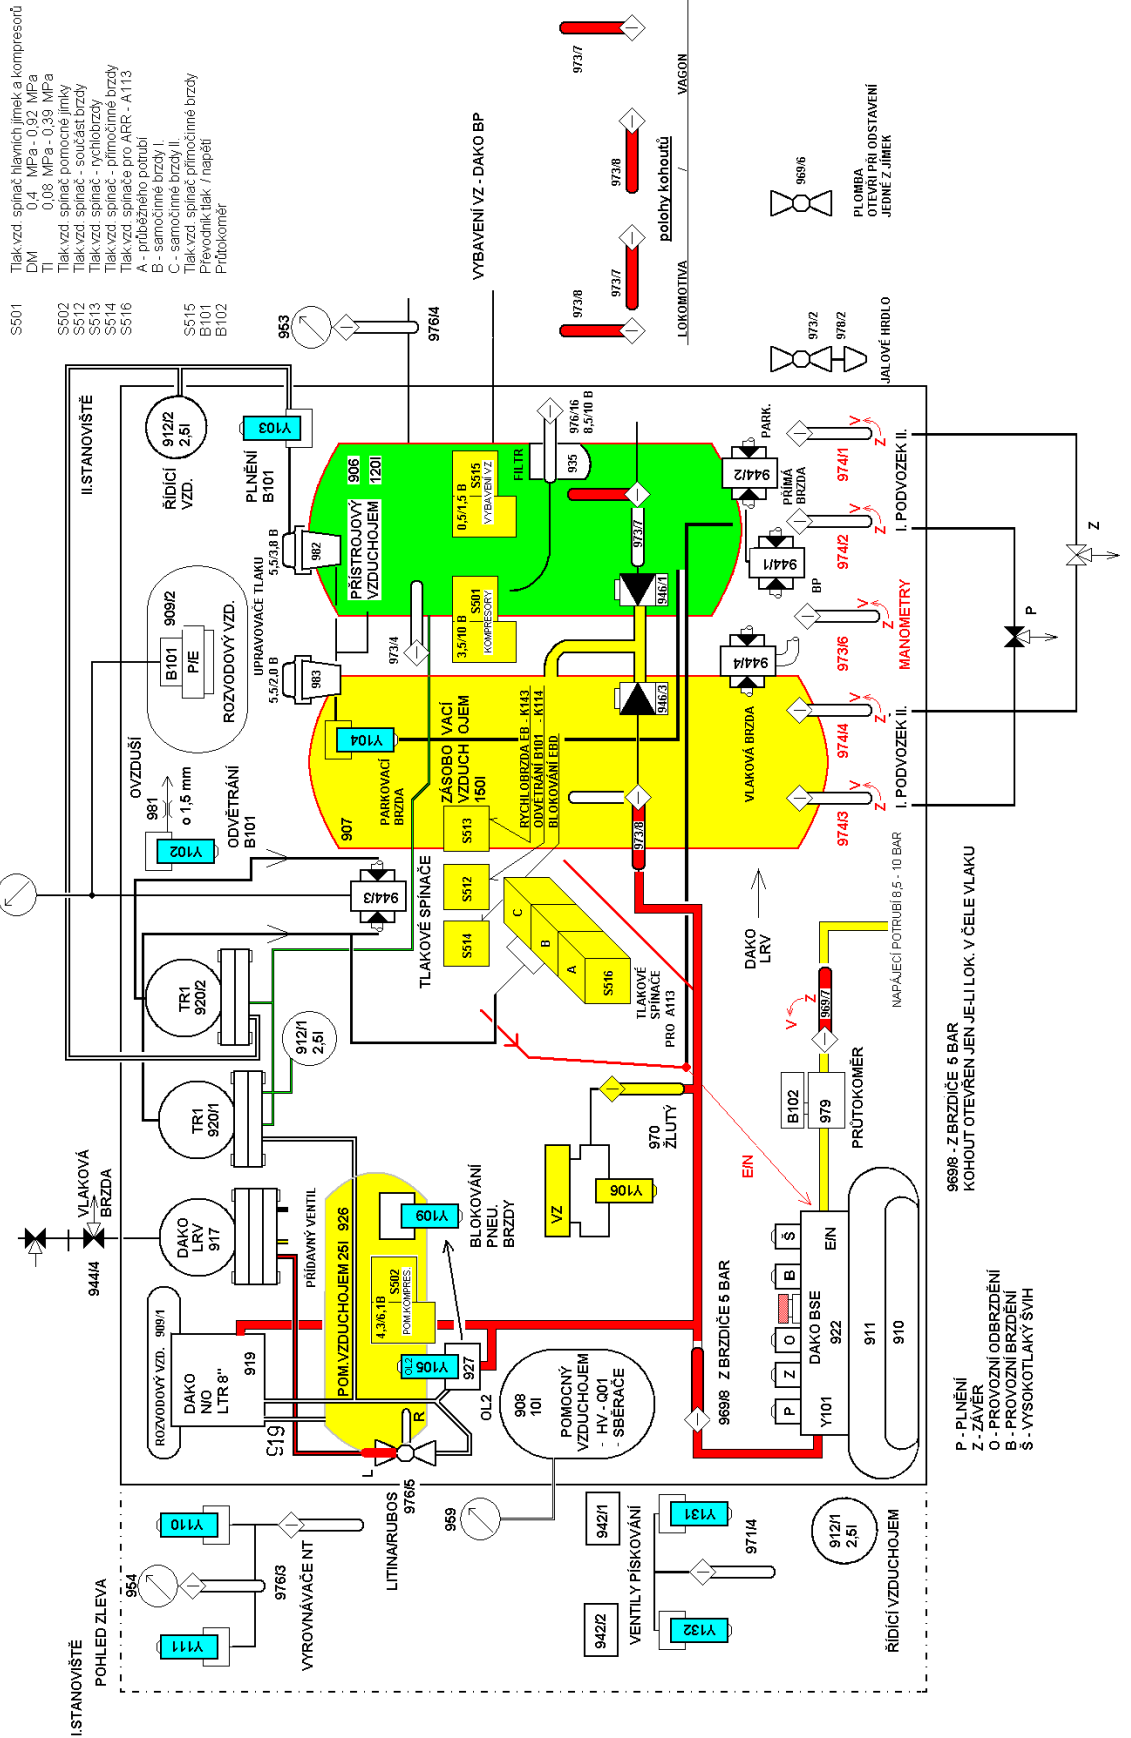 S501 Tlak.vzd. spínač hlavních jímek a kompresorů
DM 0,4 MPa - 0,92 MPa
TI 0,08 MPa - 0,39 MPa
S502 Tlak.vzd. spínač pomocné jímky
S512 Tlak.vzd. spínač - součást brzdy
S513 Tlak.vzd. spínač - rychlobrzdy
S514 Tlak.vzd. spínač - přímočinné brzdy
S516 Tlak.vzd. spínače pro ARR - A113
A - průběžného potrubí
B - samočinné brzdy I.
C - samočinné brzdy II.
S515 Tlak.vzd. spínač přímočinné brzdy
B101 Převodník tlak / napětí
B102 Průtokoměr
973/7
973/8
973/7
973/8
VAGON
/
LOKOMOTIVA
polohy kohoutů
VYBAVENÍ VZ - DAKO BP
953
976/4
969/6
PLOMBA
OTEVŘI PŘI ODSTAVENÍ
JEDNÉ Z JÍMEK
973/2
978/2
JALOVÉ HRDLO
II.STANOVIŠTĚ
912/2
2,5l
ŘÍDÍCÍ
VZD.
Y103
PLNĚNÍ
B101
5,5/3,8 B
982
906
120l
PŘÍSTROJOVÝ
VZDUCHOJEM
0,5/1,5 B
S515
VYBAVENÍ VZ
FILTR
935
976/16
8,5/10 B
973/7
946/1
3,5/10 B
S501
KOMPRESORY
973/4
PARK.
944/2
PŘÍMÁ
BRZDA
944/1
BP
974/1
V
Z
II. PODVOZEK
974/2
V
Z
I. PODVOZEK
973/6
V
Z
MANOMETRY
Z
P
909/2
B101
P/E
ROZVODOVÝ VZD.
UPRAVOVAČE TLAKU
5,5/2,0 B
983
Y104
PARKOVACÍ
BRZDA
907
ZÁSOBO VACÍ
VZDUCH OJEM
150l
RYCHLOBRZDA EB - K143
ODVĚTRÁNÍ B101 - K114
BLOKOVÁNÍ EBD
946/3
973/8
944/4
VLAKOVÁ BRZDA
974/4
V
Z
II. PODVOZEK
974/3
V
Z
I. PODVOZEK
OVZDUŠÍ
981
o 1,5 mm
Y102
ODVĚTRÁNÍ
B101
944/3
TLAKOVÉ SPÍNAČE
S513
S512
S514
C
B
A
S516
TLAKOVÉ
SPÍNAČE
PRO A113
DAKO
LRV
NAPÁJECÍ POTRUBÍ 8,5 - 10 BAR
V
Z
969/7
TR1
920/2
912/1
2,5l
TR1
920/1
970
ŽLUTÝ
E/N
B102
979
PRŮTOKOMĚR
969/8 - Z BRZDIČE 5 BAR
KOHOUT OTEVŘEN JEN JE-LI LOK. V ČELE VLAKU
VLAKOVÁ
BRZDA
944/4
DAKO
LRV
917
PŘÍDAVNÝ VENTIL
POM.VZDUCHOJEM 25l 926
Y109
BLOKOVÁNÍ
PNEU.
BRZDY
4,3/6,1B
S502
POM.KOMPRES.
OL2
Y105
927
OL2
VZ
Y106
ROZVODOVÝ VZD. 909/1
DAKO
N/O
LTR 8"
919
919
L
R
976/5
LITINA/RUBOS
908
10l
POMOCNÝ
VZDUCHOJEM
- HV - Q01
- SBĚRAČE
959
969/8 Z BRZDIČE 5 BAR
P
Z
O
B
Š
Y101
DAKO BSE
922
E/N
911
910
P - PLNĚNÍ
Z - ZÁVĚR
O - PROVOZNÍ ODBRZDĚNÍ
B - PROVOZNÍ BRZDĚNÍ
Š - VYSOKOTLAKÝ ŠVIH
I.STANOVIŠTĚ
POHLED ZLEVA
Y110
954
Y111
976/3
VYROVNÁVAČE NT
942/1
942/2
VENTILY PÍSKOVÁNÍ
Y131
Y132
971/4
912/1
2,5l
ŘÍDÍCÍ VZDUCHOJEM